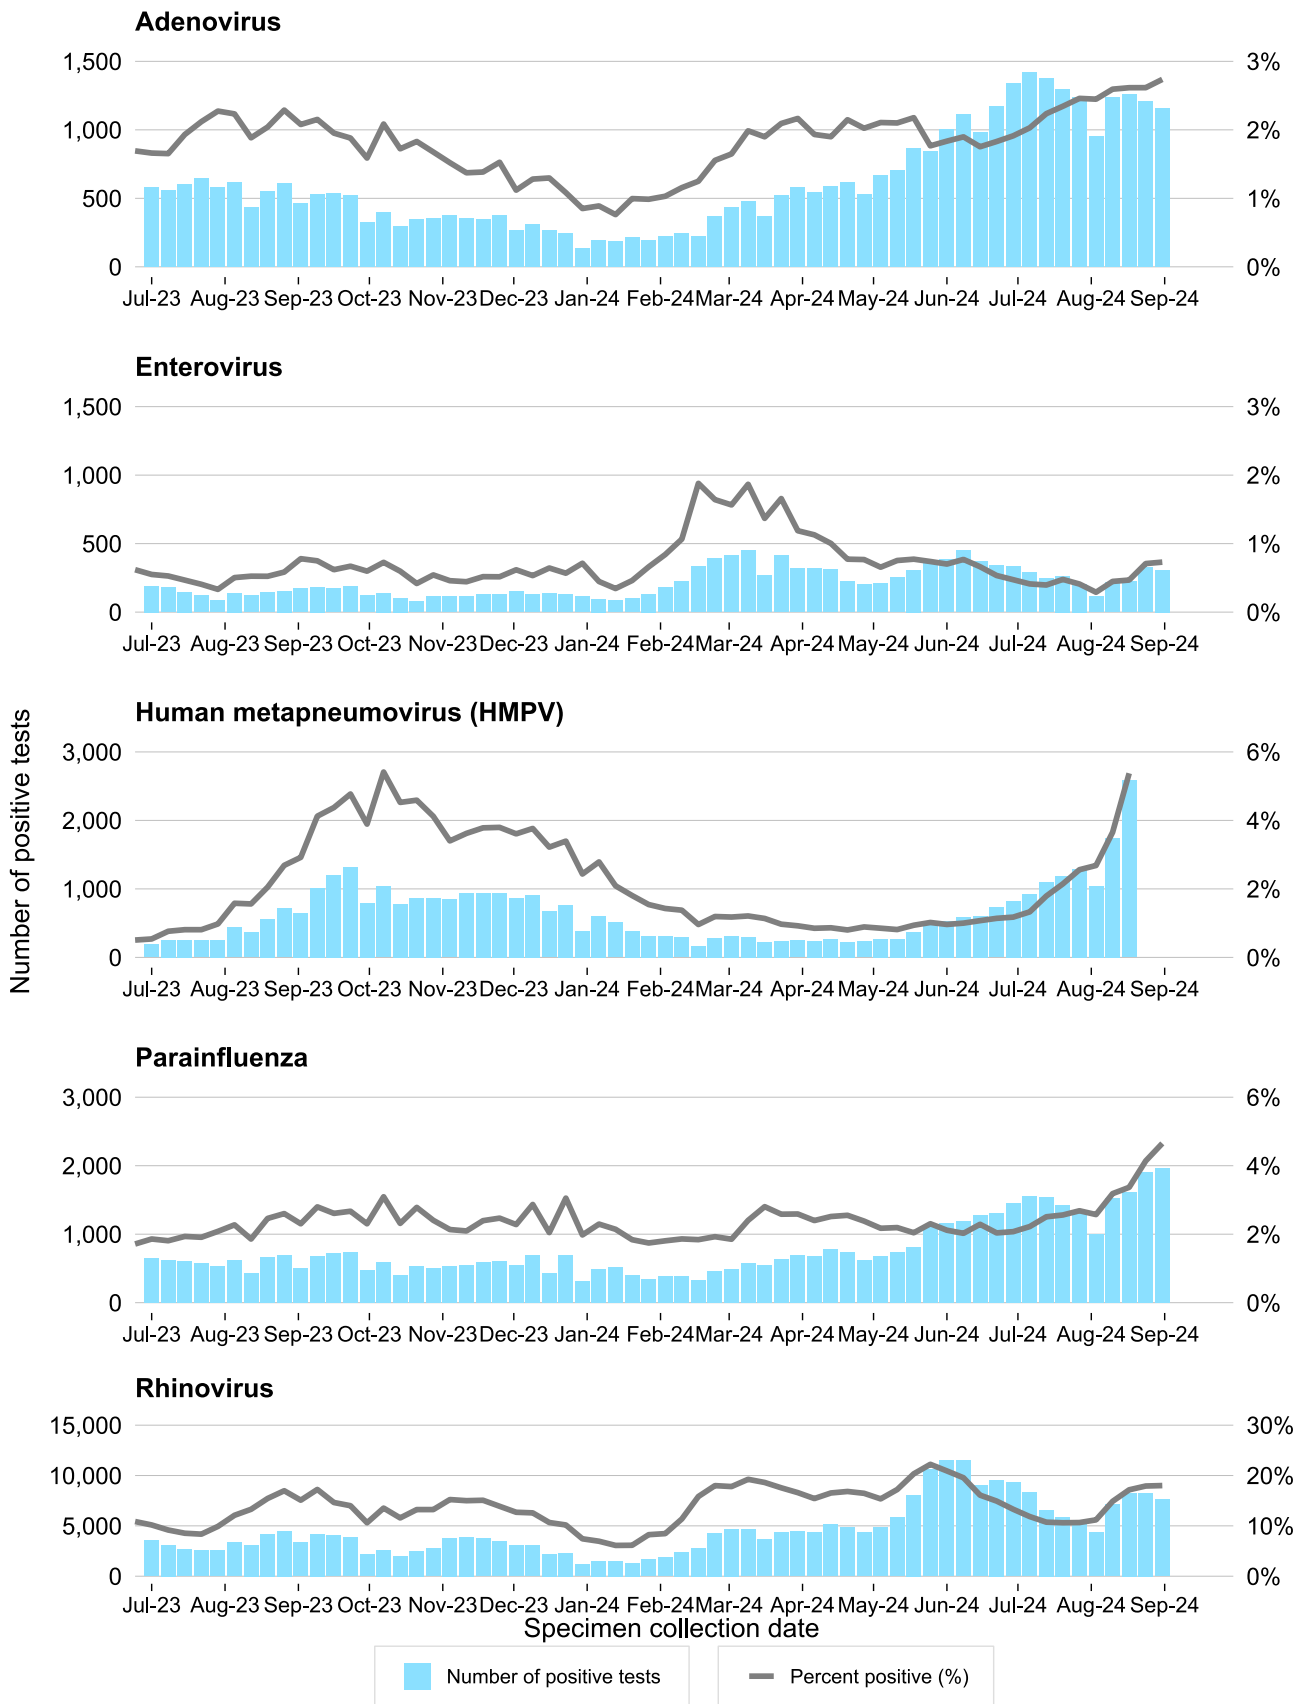 Adenovirus
1,500 3%
1,000 2%
500 1%
0 0%
Jul-23 Aug-23 Sep-23 Oct-23 Nov-23 Dec-23 Jan-24 Feb-24 Mar-24 Apr-24 May-24 Jun-24 Jul-24 Aug-24 Sep-24
Enterovirus
1,500 3%
1,000 2%
500 1%
0 0%
Jul-23 Aug-23 Sep-23 Oct-23 Nov-23 Dec-23 Jan-24 Feb-24 Mar-24 Apr-24 May-24 Jun-24 Jul-24 Aug-24 Sep-24
Number of positive tests
Human metapneumovirus (HMPV)
3,000 6%
2,000 4%
1,000 2%
0 0%
Jul-23 Aug-23 Sep-23 Oct-23 Nov-23 Dec-23 Jan-24 Feb-24 Mar-24 Apr-24 May-24 Jun-24 Jul-24 Aug-24 Sep-24
Parainfluenza
3,000 6%
2,000 4%
1,000 2%
0 0%
Jul-23 Aug-23 Sep-23 Oct-23 Nov-23 Dec-23 Jan-24 Feb-24 Mar-24 Apr-24 May-24 Jun-24 Jul-24 Aug-24 Sep-24
Rhinovirus
15,000 30%
10,000 20%
5,000 10%
0 0%
Jul-23 Aug-23 Sep-23 Oct-23 Nov-23 Dec-23 Jan-24 Feb-24 Mar-24 Apr-24 May-24 Jun-24 Jul-24 Aug-24 Sep-24
Specimen collection date
Number of positive tests Percent positive (%)